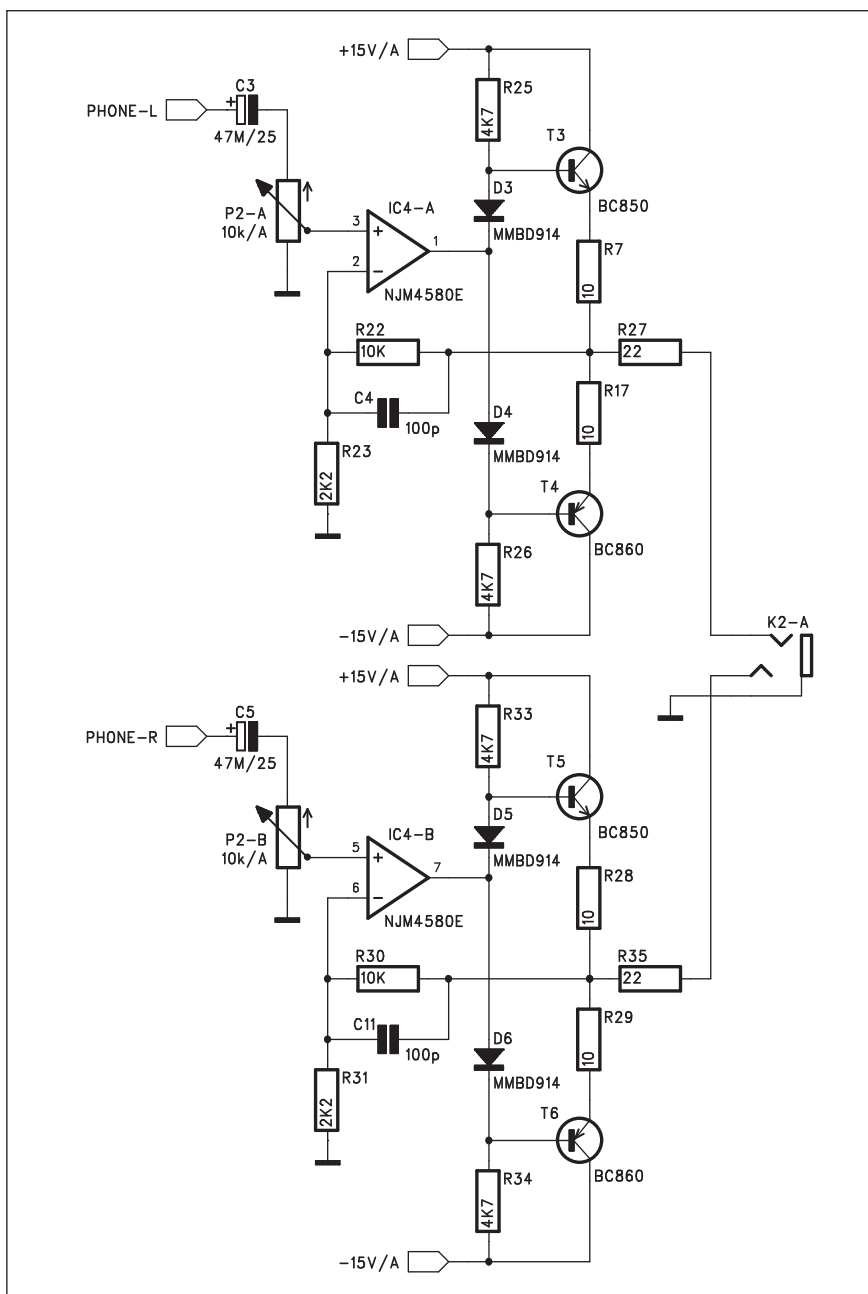 +15V/A
C3
R25
PHONE-L
+
47M/25
4K7
T3
D3
P2-A
10k/A
IC4-A
BC850
3
+
MMBD914
1
2
−
R7
10
NJM4580E
R22
10K
R27
22
C4
100p
R17
10
D4
R23
2K2
MMBD914
T4
R26
4K7
BC860
-15V/A
K2-A
+15V/A
C5
R33
PHONE-R
+
47M/25
4K7
T5
D5
P2-B
10k/A
IC4-B
BC850
5
+
MMBD914
7
6
−
R28
10
NJM4580E
R30
10K
R35
22
C11
100p
R29
10
D6
R31
2K2
MMBD914
T6
R34
4K7
BC860
-15V/A